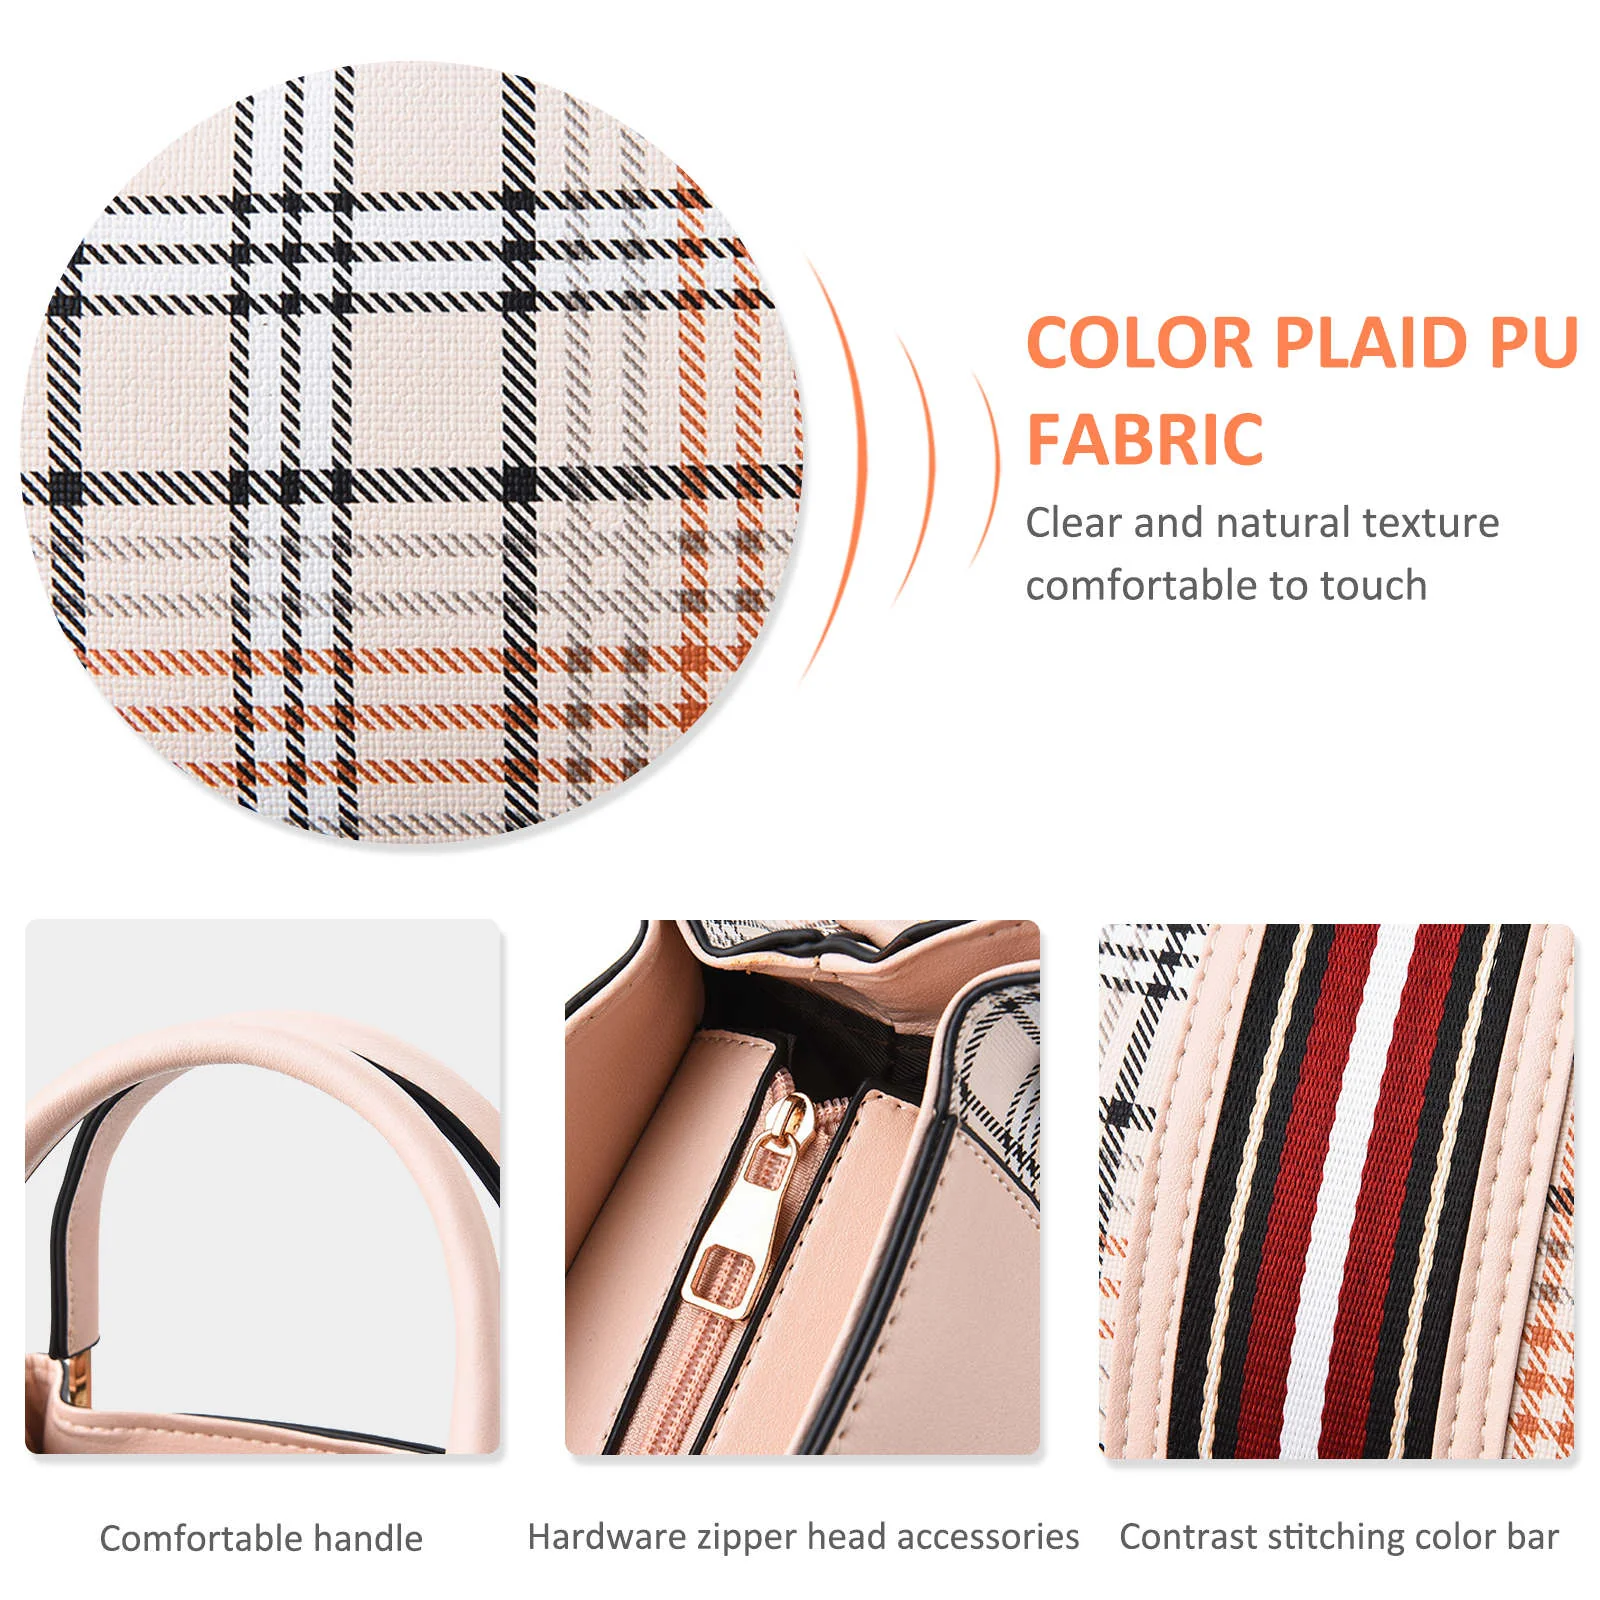 COLOR PLAID PU
FABRIC
Clear and natural texture
comfortable to touch
Comfortable handle
Hardware zipper head accessories
Contrast stitching color bar